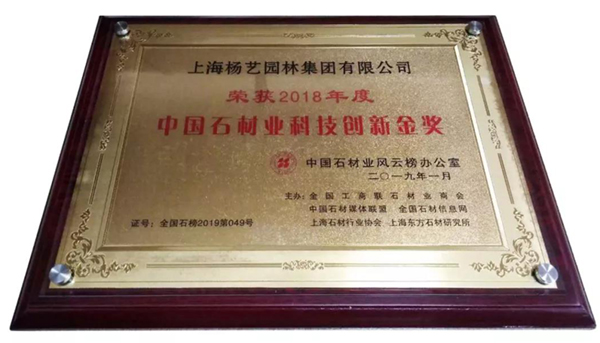 上海杨艺园林集团有限公司
荣获2018年度
中国石材业科技创新金奖
中国石材业风云榜办公室
二〇一九年一月
主办：全国工商联石材业商会
中国石材媒体联盟 全国石材信息网
证号：全国石榜2019第049号 上海石材行业协会 上海东方石材研究所